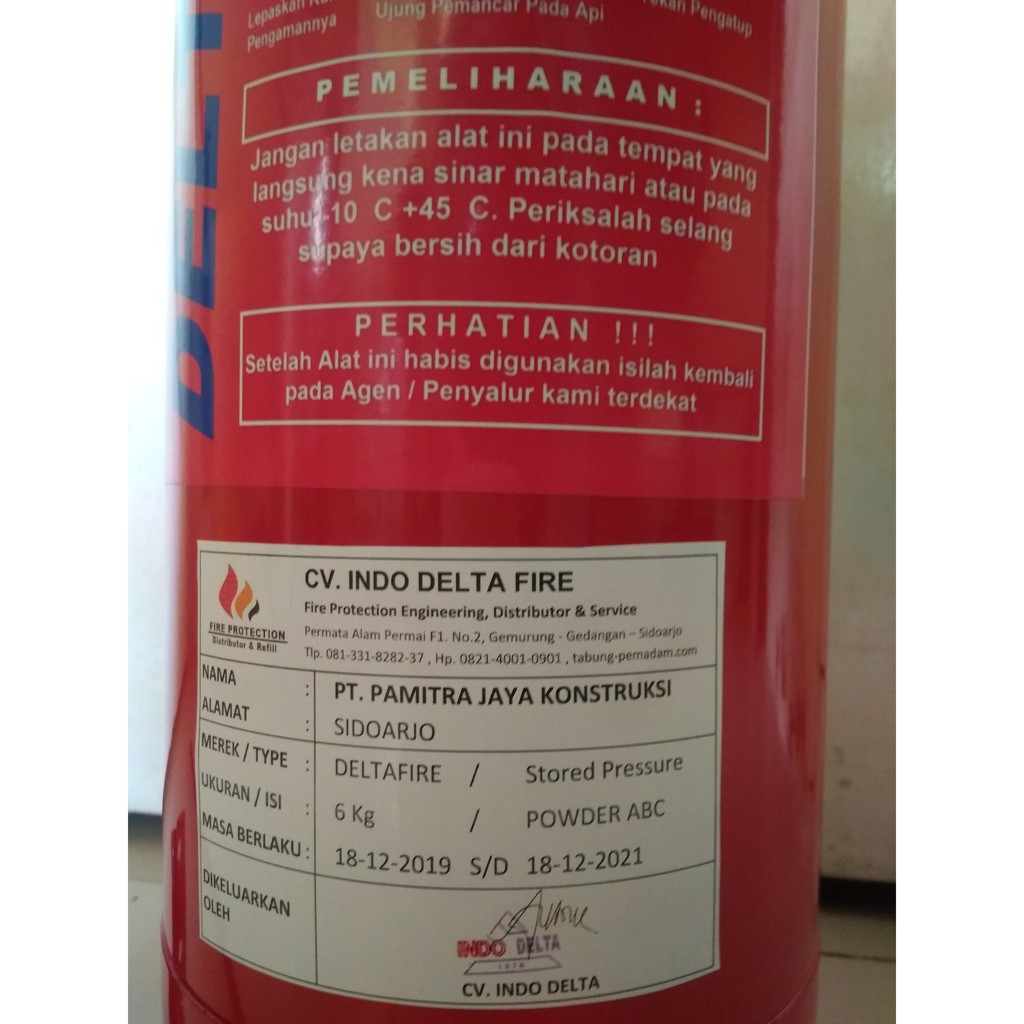 Lepaskan
Pengamannya
Ujung Pemancar Pada Api
Pengatup
DELT
PEMELIHARAAN :
Jangan letakan alat ini pada tempat yang
langsung kena sinar matahari atau pada
suhu -10 C +45 C. Periksalah selang
supaya bersih dari kotoran
PERHATIAN !!!
Setelah Alat ini habis digunakan isilah kembali
pada Agen / Penyalur kami terdekat
FIRE PROTECTION
Distributor & Refill
CV. INDO DELTA FIRE
Fire Protection Engineering, Distributor & Service
Permata Alam Permai F1. No.2, Gemurung - Gedangan – Sidoarjo
Tlp. 081-331-8282-37 , Hp. 0821-4001-0901 , tabung-pemadam.com
NAMA : PT. PAMITRA JAYA KONSTRUKSI
ALAMAT : SIDOARJO
MEREK / TYPE : DELTAFIRE / Stored Pressure
UKURAN / ISI : 6 Kg / POWDER ABC
MASA BERLAKU : 18-12-2019 S/D 18-12-2021
DIKELUARKAN
OLEH
INDO DELTA
CV. INDO DELTA